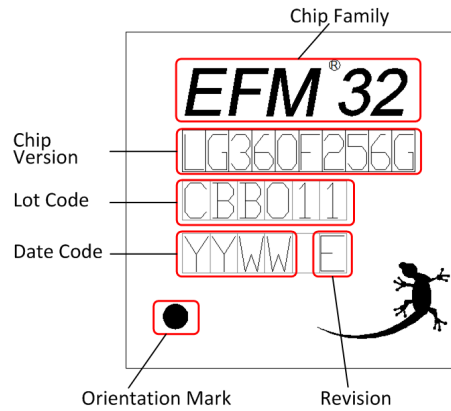 Chip Family
EFM®32
Chip
Version
LG360F256G
Lot Code
CBB011
Date Code
YYWW E
Orientation Mark
Revision